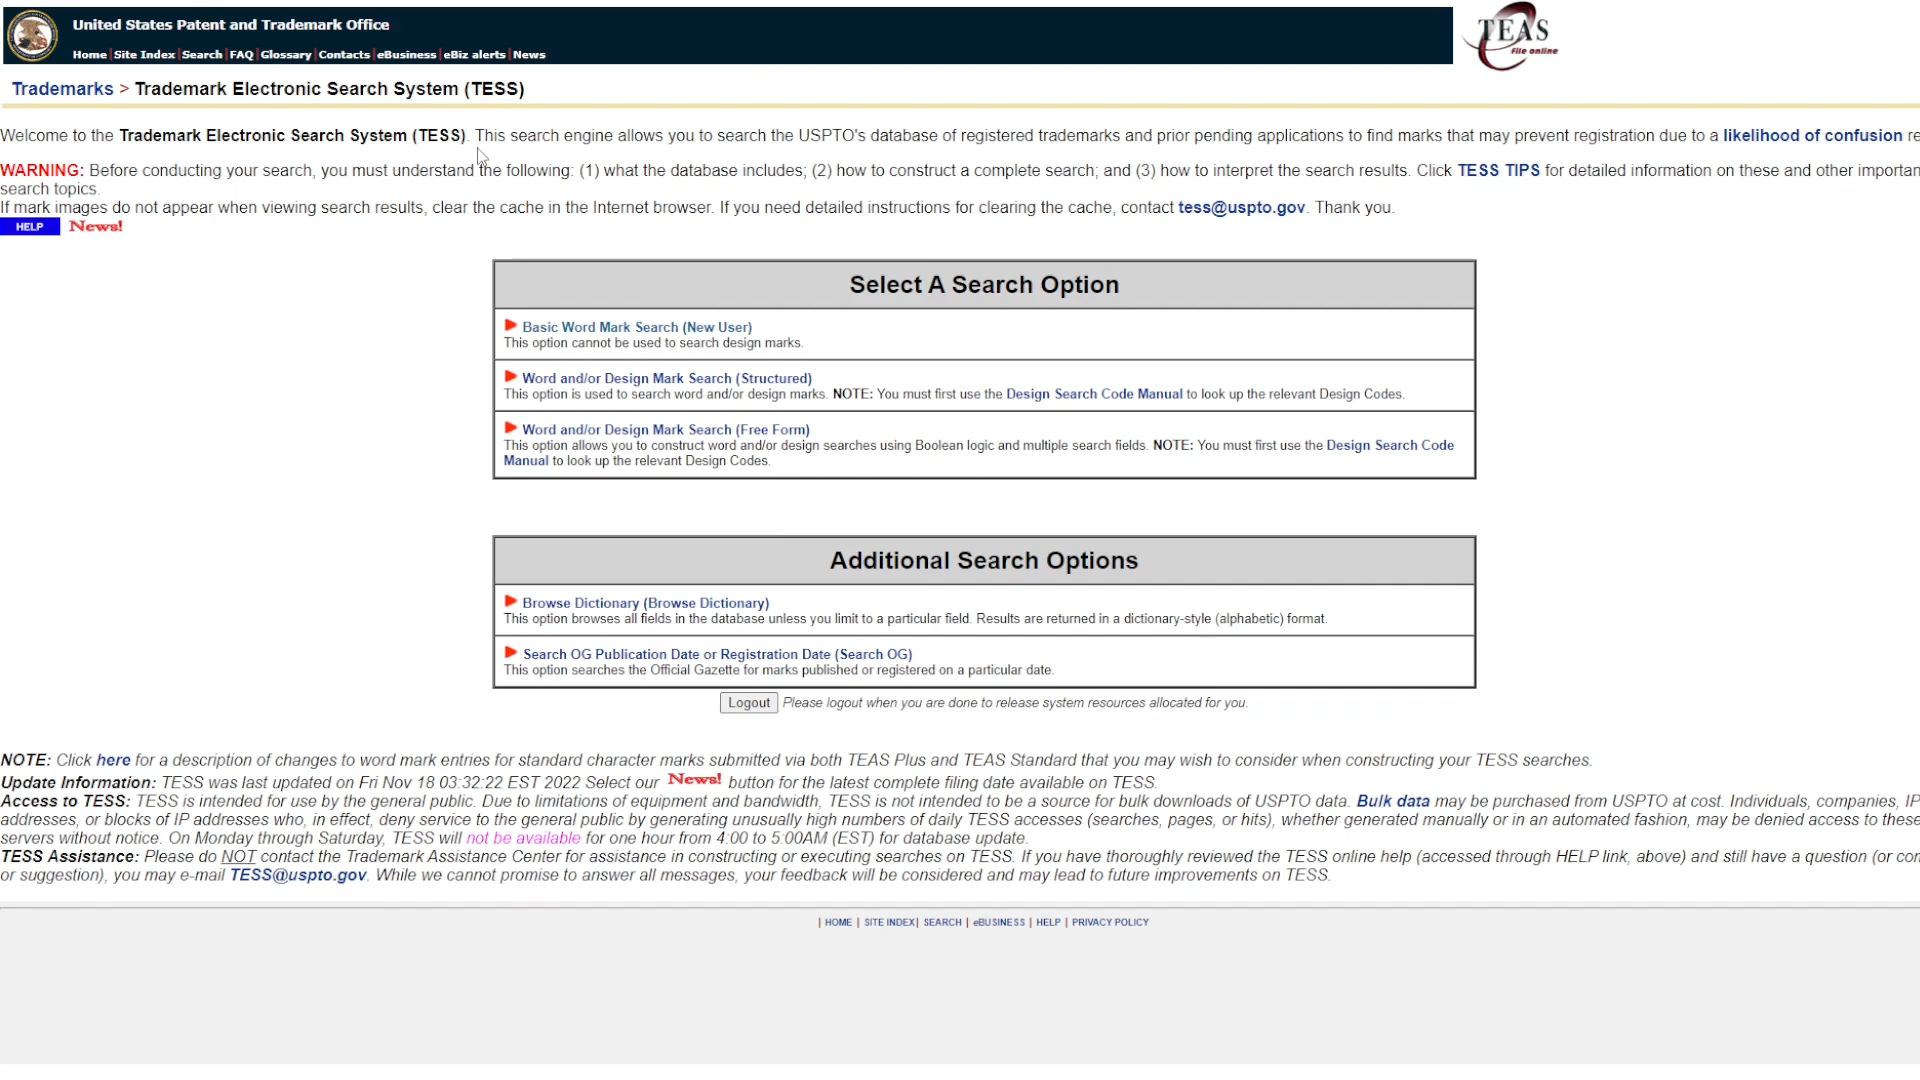 United States Patent and Trademark Office
Home | Site Index | Search | FAQ | Glossary | Contacts | eBusiness | eBiz alerts | News
TEAS
File online
Trademarks > Trademark Electronic Search System (TESS)
Welcome to the Trademark Electronic Search System (TESS). This search engine allows you to search the USPTO's database of registered trademarks and prior pending applications to find marks that may prevent registration due to a likelihood of confusion re
WARNING: Before conducting your search, you must understand the following: (1) what the database includes; (2) how to construct a complete search; and (3) how to interpret the search results. Click TESS TIPS for detailed information on these and other importan
search topics.
If mark images do not appear when viewing search results, clear the cache in the Internet browser. If you need detailed instructions for clearing the cache, contact tess@uspto.gov. Thank you.
HELP News!
Select A Search Option
Basic Word Mark Search (New User)
This option cannot be used to search design marks.
Word and/or Design Mark Search (Structured)
This option is used to search word and/or design marks. NOTE: You must first use the Design Search Code Manual to look up the relevant Design Codes.
Word and/or Design Mark Search (Free Form)
This option allows you to construct word and/or design searches using Boolean logic and multiple search fields. NOTE: You must first use the Design Search Code
Manual to look up the relevant Design Codes.
Additional Search Options
Browse Dictionary (Browse Dictionary)
This option browses all fields in the database unless you limit to a particular field. Results are returned in a dictionary-style (alphabetic) format.
Search OG Publication Date or Registration Date (Search OG)
This option searches the Official Gazette for marks published or registered on a particular date.
Logout Please logout when you are done to release system resources allocated for you.
NOTE: Click here for a description of changes to word mark entries for standard character marks submitted via both TEAS Plus and TEAS Standard that you may wish to consider when constructing your TESS searches.
Update Information: TESS was last updated on Fri Nov 18 03:32:22 EST 2022 Select our News! button for the latest complete filing date available on TESS.
Access to TESS: TESS is intended for use by the general public. Due to limitations of equipment and bandwidth, TESS is not intended to be a source for bulk downloads of USPTO data. Bulk data may be purchased from USPTO at cost. Individuals, companies, IP
addresses, or blocks of IP addresses who, in effect, deny service to the general public by generating unusually high numbers of daily TESS accesses (searches, pages, or hits), whether generated manually or in an automated fashion, may be denied access to these
servers without notice. On Monday through Saturday, TESS will not be available for one hour from 4:00 to 5:00AM (EST) for database update.
TESS Assistance: Please do NOT contact the Trademark Assistance Center for assistance in constructing or executing searches on TESS. If you have thoroughly reviewed the TESS online help (accessed through HELP link, above) and still have a question (or con
or suggestion), you may e-mail TESS@uspto.gov. While we cannot promise to answer all messages, your feedback will be considered and may lead to future improvements on TESS.
| HOME | SITE INDEX | SEARCH | eBUSINESS | HELP | PRIVACY POLICY